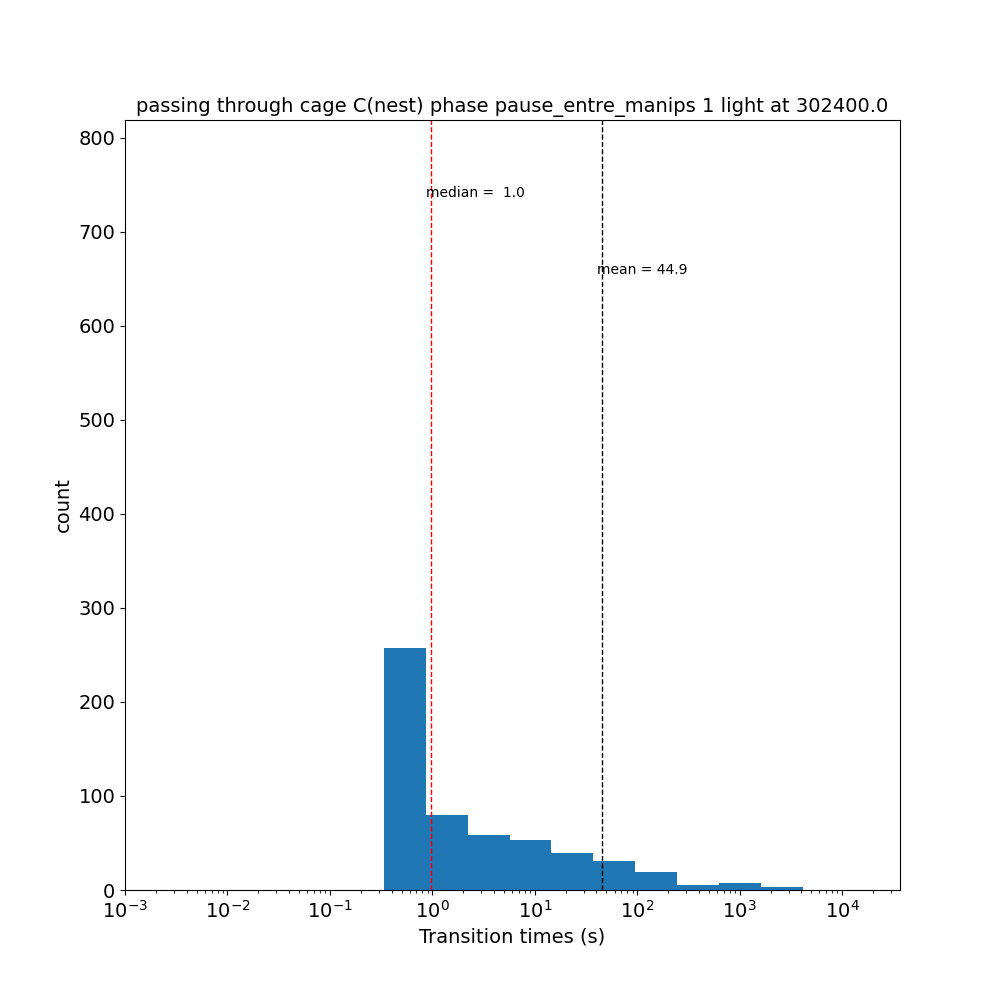 passing through cage C(nest) phase pause_entre_manips 1 light at 302400.0
800
700
600
500
400
300
200
100
0
count
median =  1.0
mean = 44.9
10⁻³ 10⁻² 10⁻¹ 10⁰ 10¹ 10² 10³ 10⁴
Transition times (s)